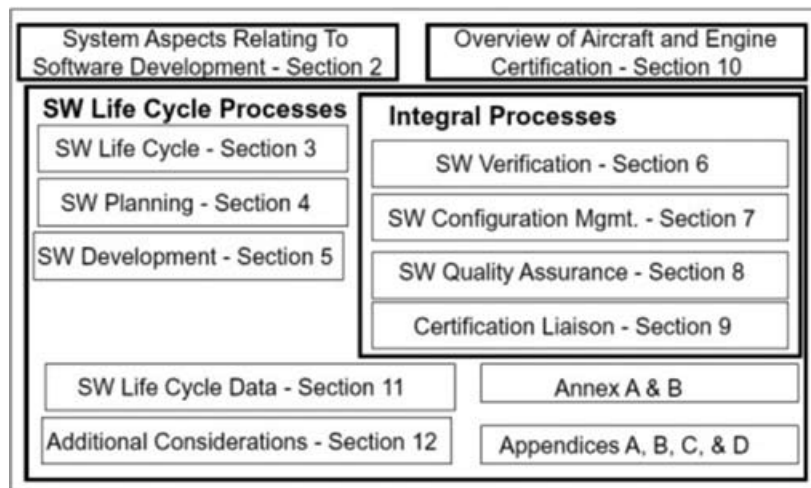 System Aspects Relating To
Software Development - Section 2
Overview of Aircraft and Engine
Certification - Section 10
SW Life Cycle Processes
SW Life Cycle - Section 3
SW Planning - Section 4
SW Development - Section 5
Integral Processes
SW Verification - Section 6
SW Configuration Mgmt. - Section 7
SW Quality Assurance - Section 8
Certification Liaison - Section 9
SW Life Cycle Data - Section 11
Annex A & B
Additional Considerations - Section 12
Appendices A, B, C, & D